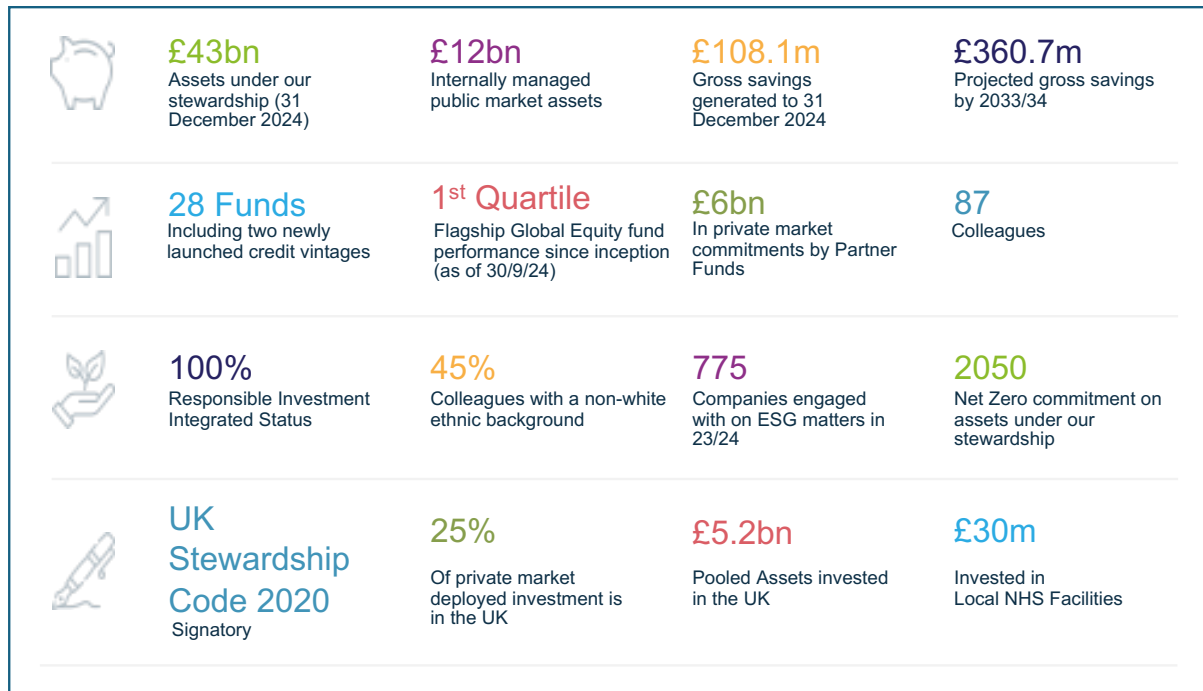 £43bn
Assets under our
stewardship (31
December 2024)
£12bn
Internally managed
public market assets
£108.1m
Gross savings
generated to 31
December 2024
£360.7m
Projected gross savings
by 2033/34
28 Funds
Including two newly
launched credit vintages
1st Quartile
Flagship Global Equity fund
performance since inception
(as of 30/9/24)
£6bn
In private market
commitments by Partner
Funds
87
Colleagues
100%
Responsible Investment
Integrated Status
45%
Colleagues with a non-white
ethnic background
775
Companies engaged
with on ESG matters in
23/24
2050
Net Zero commitment on
assets under our
stewardship
UK
Stewardship
Code 2020
Signatory
25%
Of private market
deployed investment is
in the UK
£5.2bn
Pooled Assets invested
in the UK
£30m
Invested in
Local NHS Facilities